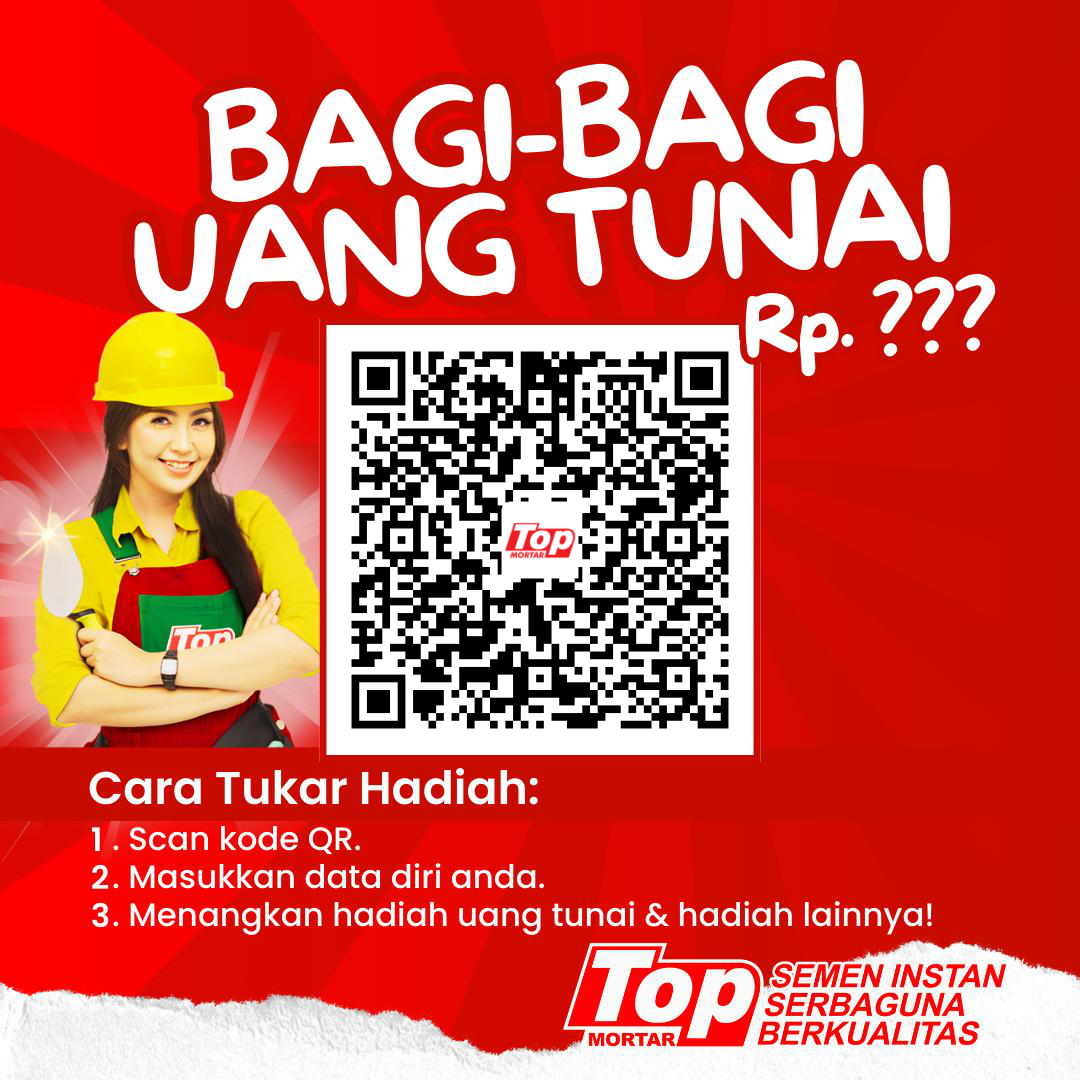 BAGI-BAGI
UANG TUNAI
Rp. ???
Top
MORTAR
Top
Cara Tukar Hadiah:
1. Scan kode QR.
2. Masukkan data diri anda.
3. Menangkan hadiah uang tunai & hadiah lainnya!
Top
MORTAR
SEMEN INSTAN
SERBAGUNA
BERKUALITAS